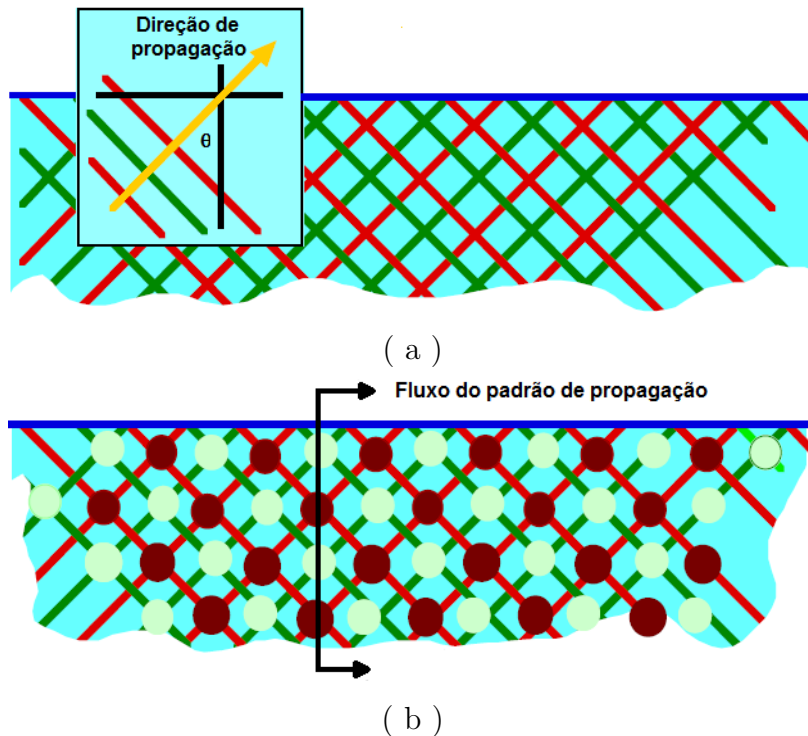 Direção de
propagação
θ
( a )
Fluxo do padrão de propagação
( b )